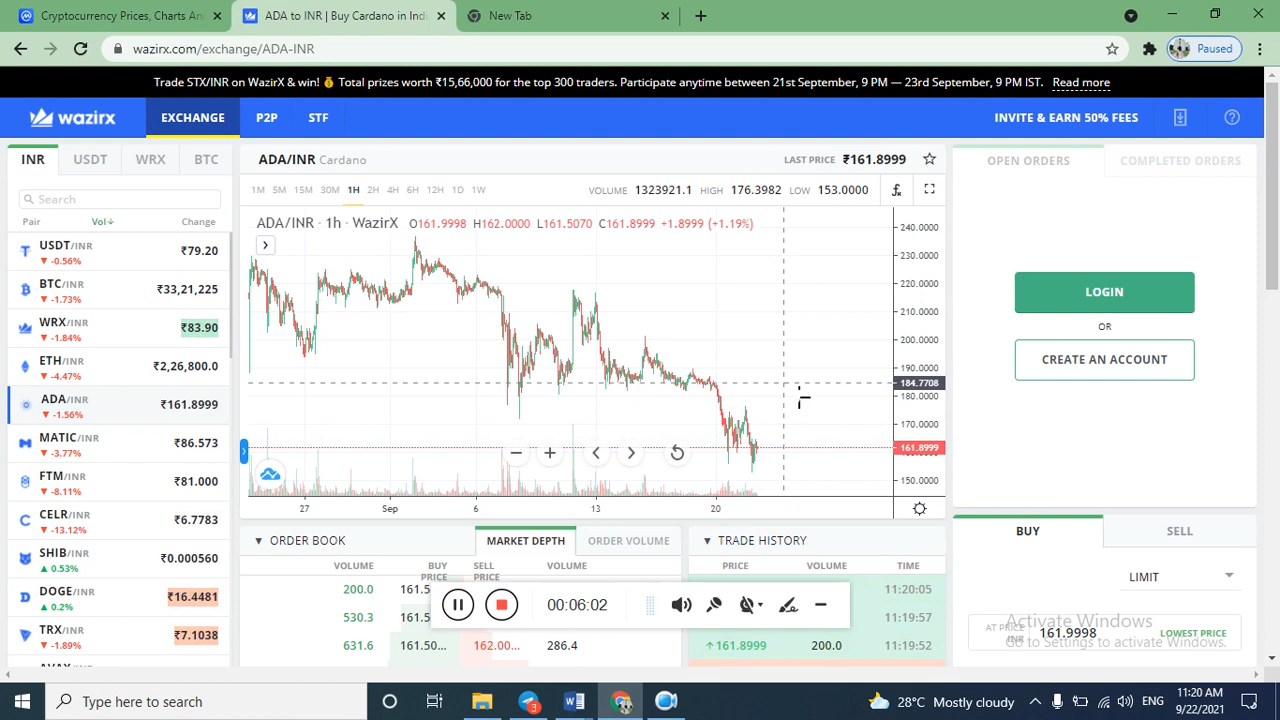 Cryptocurrency Prices, Charts An
ADA to INR | Buy Cardano in Indi
New Tab
wazirx.com/exchange/ADA-INR
Paused
Trade STX/INR on WazirX & win! 💰 Total prizes worth ₹15,66,000 for the top 300 traders. Participate anytime between 21st September, 9 PM — 23rd September, 9 PM IST. Read more
wazirx EXCHANGE P2P STF INVITE & EARN 50% FEES
INR USDT WRX BTC
Search
Pair Vol↓ Change
USDT/INR ₹79.20
▼ -0.56%
BTC/INR ₹33,21,225
▼ -1.73%
WRX/INR ₹83.90
▼ -1.84%
ETH/INR ₹2,26,800.0
▼ -4.47%
ADA/INR ₹161.8999
▼ -1.56%
MATIC/INR ₹86.573
▼ -3.77%
FTM/INR ₹81.000
▼ -8.11%
CELR/INR ₹6.7783
▼ -13.12%
SHIB/INR ₹0.000560
▲ 0.53%
DOGE/INR ₹16.4481
▲ 0.2%
TRX/INR ₹7.1038
▼ -1.89%
ADA/INR Cardano LAST PRICE ₹161.8999
1M 5M 15M 30M 1H 2H 4H 6H 12H 1D 1W VOLUME 1323921.1 HIGH 176.3982 LOW 153.0000
ADA/INR · 1h · WazirX O161.9998 H162.0000 L161.5070 C161.8999 +1.8999 (+1.19%)
240.0000
230.0000
220.0000
210.0000
200.0000
190.0000
184.7708
180.0000
170.0000
161.8999
150.0000
27 Sep 6 13 20
▼ ORDER BOOK MARKET DEPTH ORDER VOLUME
VOLUME BUY PRICE SELL PRICE VOLUME
200.0 161.5
530.3
631.6 161.50... 162.00... 286.4
▼ TRADE HISTORY
PRICE VOLUME TIME
11:20:05
11:19:57
↑161.8999 200.0 11:19:52
00:06:02
OPEN ORDERS COMPLETED ORDERS
LOGIN
OR
CREATE AN ACCOUNT
BUY SELL
LIMIT
AT PRICE INR 161.9998 LOWEST PRICE
Activate Windows
Go to Settings to activate Windows.
Type here to search
3
28°C Mostly cloudy
ENG
11:20 AM
9/22/2021